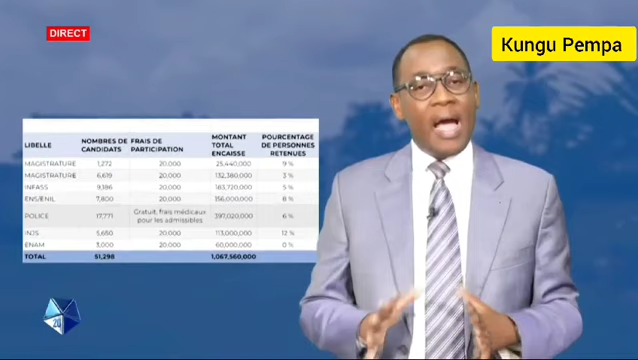 DIRECT
Kungu Pempa
LIBELLE NOMBRES DE CANDIDATS FRAIS DE PARTICIPATION MONTANT TOTAL ENCAISSE POURCENTAGE DE PERSONNES RETENUES
MAGISTRATURE 1,272 20,000 25,440,000 9 %
MAGISTRATURE 6,619 20,000 132,380,000 3 %
INFASS 9,186 20,000 183,720,000 5 %
ENS/ENIL 7,800 20,000 156,000,000 8 %
POLICE 17,771 Gratuit, frais médicaux pour les admissibles 397,020,000 6 %
INJS 5,650 20,000 113,000,000 12 %
ENAM 3,000 20,000 60,000,000 0 %
TOTAL 51,298 1,067,560,000